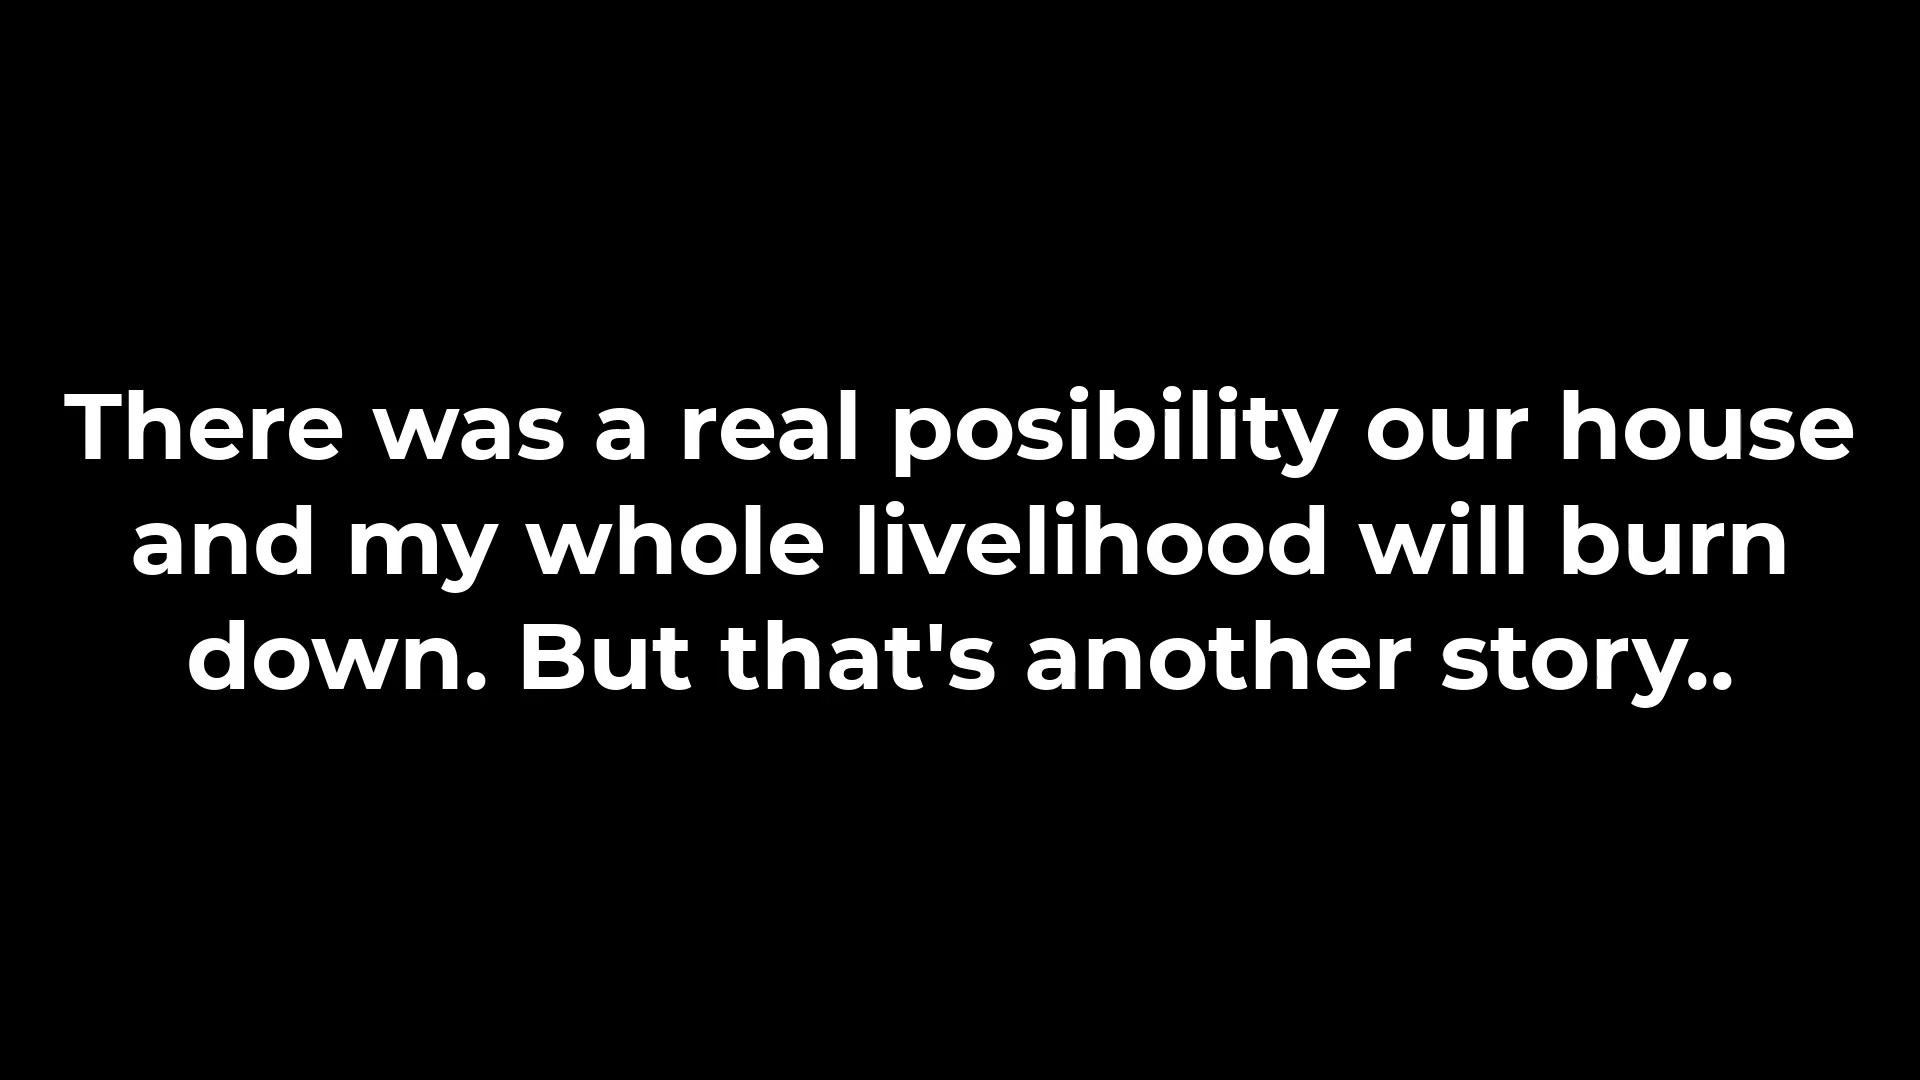 There was a real posibility our house
and my whole livelihood will burn
down. But that's another story..